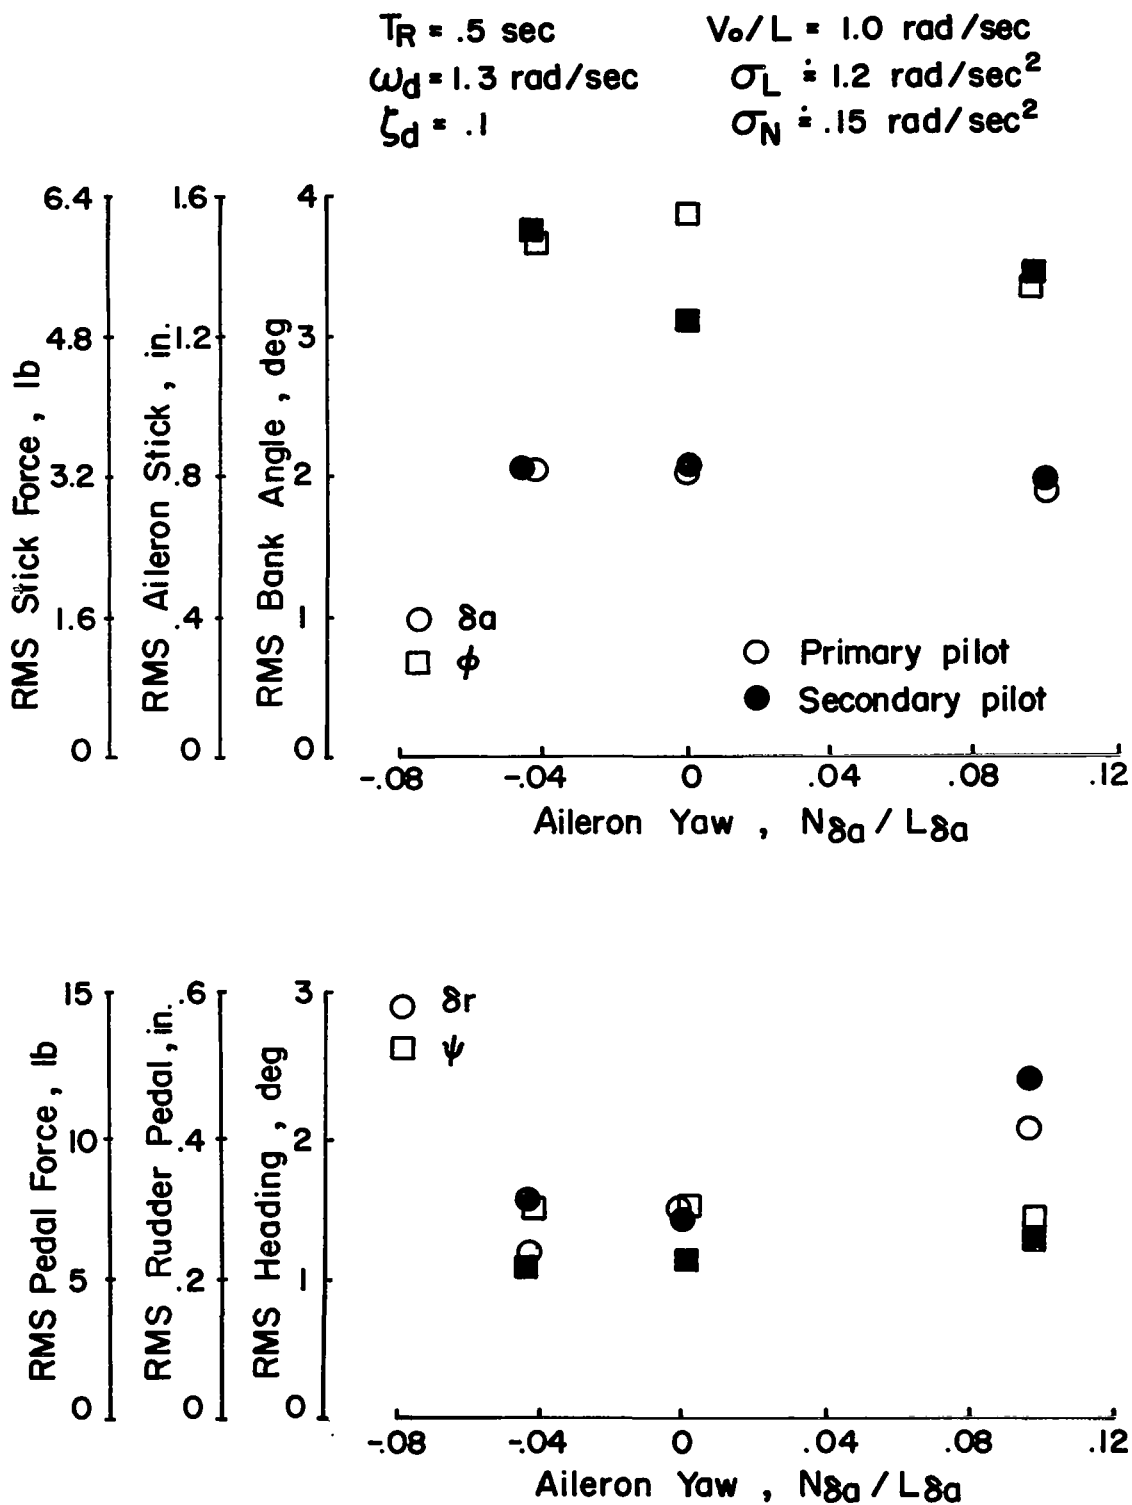 T_R = .5 sec
V₀/L = 1.0 rad/sec
ω_d = 1.3 rad/sec
σ_L ≐ 1.2 rad/sec²
ζ_d = .1
σ_N ≐ .15 rad/sec²
RMS Stick Force, lb
6.4
4.8
3.2
1.6
0
RMS Aileron Stick, in.
1.6
1.2
.8
.4
0
RMS Bank Angle, deg
4
3
2
1
0
δa
ϕ
Primary pilot
Secondary pilot
-.08
-.04
0
.04
.08
.12
Aileron Yaw, Nδa / Lδa
RMS Pedal Force, lb
15
10
5
0
RMS Rudder Pedal, in.
.6
.4
.2
0
RMS Heading, deg
3
2
1
0
δr
ψ
-.08
-.04
0
.04
.08
.12
Aileron Yaw, Nδa / Lδa